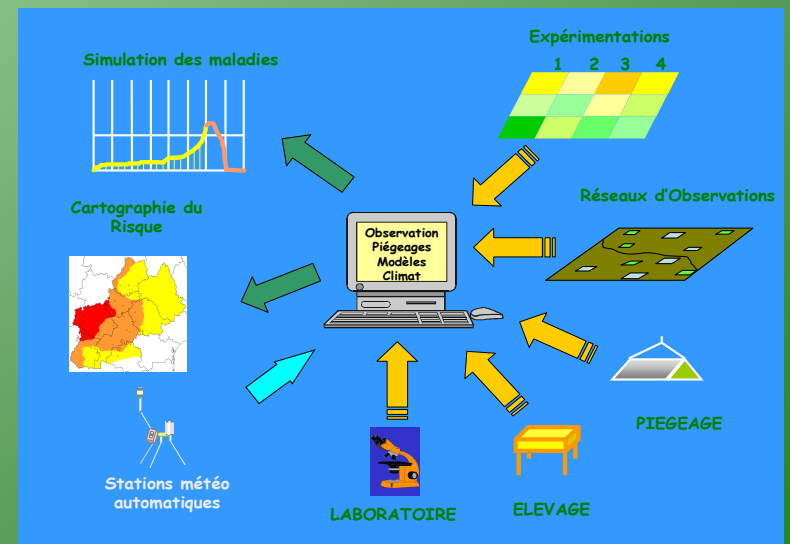 Expérimentations
1 2 3 4
Simulation des maladies
Réseaux d'Observations
Cartographie du
Risque
Observation
Piégeages
Modèles
Climat
PIEGEAGE
Stations météo
automatiques
LABORATOIRE
ELEVAGE